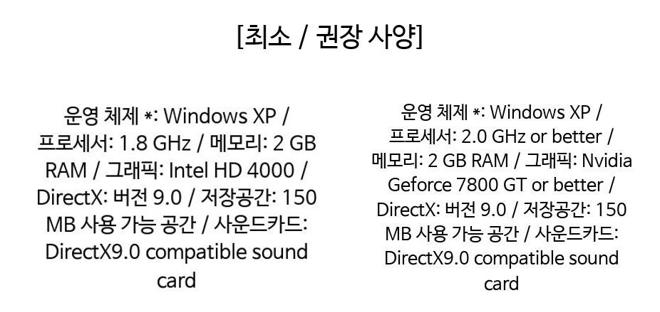 [최소 / 권장 사양]
운영 체제 *: Windows XP /
프로세서: 1.8 GHz / 메모리: 2 GB
RAM / 그래픽: Intel HD 4000 /
DirectX: 버전 9.0 / 저장공간: 150
MB 사용 가능 공간 / 사운드카드:
DirectX9.0 compatible sound
card
운영 체제 *: Windows XP /
프로세서: 2.0 GHz or better /
메모리: 2 GB RAM / 그래픽: Nvidia
Geforce 7800 GT or better /
DirectX: 버전 9.0 / 저장공간: 150
MB 사용 가능 공간 / 사운드카드:
DirectX9.0 compatible sound
card